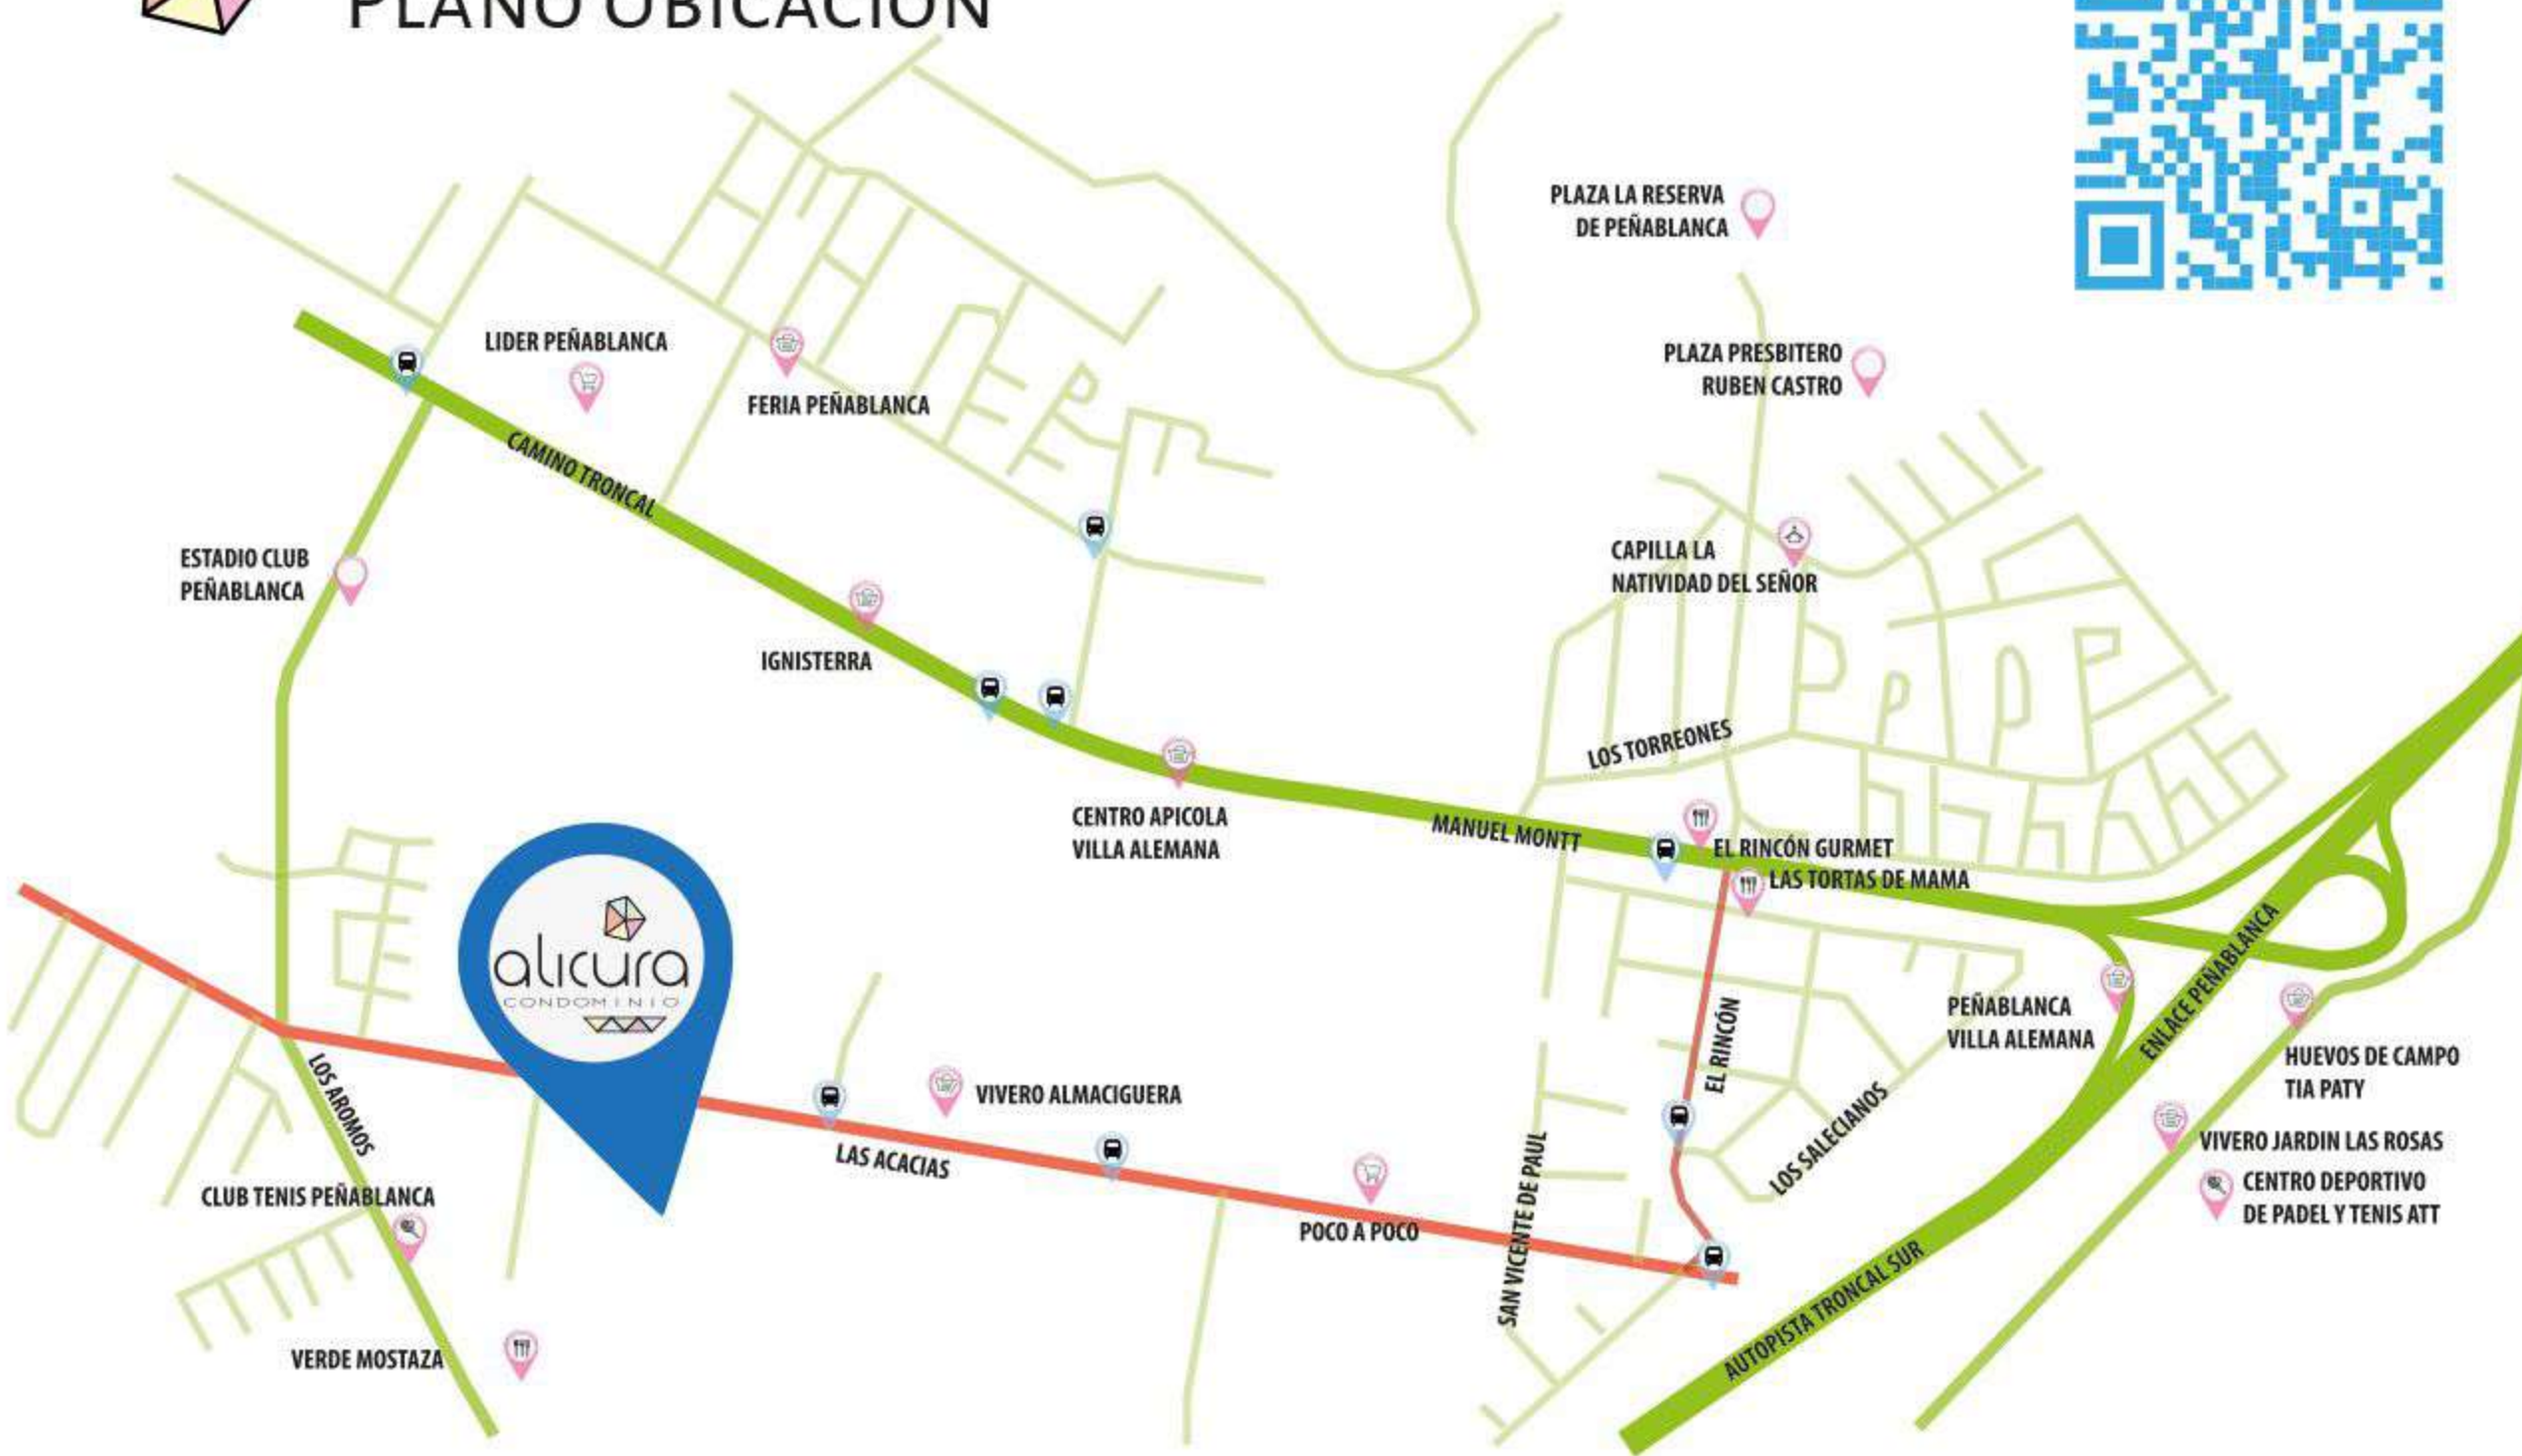 PLANO UBICACIÓN
PLAZA LA RESERVA
DE PEÑABLANCA
LIDER PEÑABLANCA
PLAZA PRESBITERO
RUBEN CASTRO
FERIA PEÑABLANCA
CAMINO TRONCAL
ESTADIO CLUB
PEÑABLANCA
CAPILLA LA
NATIVIDAD DEL SEÑOR
IGNISTERRA
LOS TORREONES
CENTRO APICOLA
VILLA ALEMANA
MANUEL MONTT
EL RINCÓN GURMET
LAS TORTAS DE MAMA
alicura
CONDOMINIO
ENLACE PEÑABLANCA
PEÑABLANCA
VILLA ALEMANA
EL RINCÓN
HUEVOS DE CAMPO
TIA PATY
LOS AROMOS
VIVERO ALMACIGUERA
LAS ACACIAS
LOS SALECIANOS
VIVERO JARDIN LAS ROSAS
CLUB TENIS PEÑABLANCA
CENTRO DEPORTIVO
DE PADEL Y TENIS ATT
POCO A POCO
SAN VICENTE DE PAUL
AUTOPISTA TRONCAL SUR
VERDE MOSTAZA